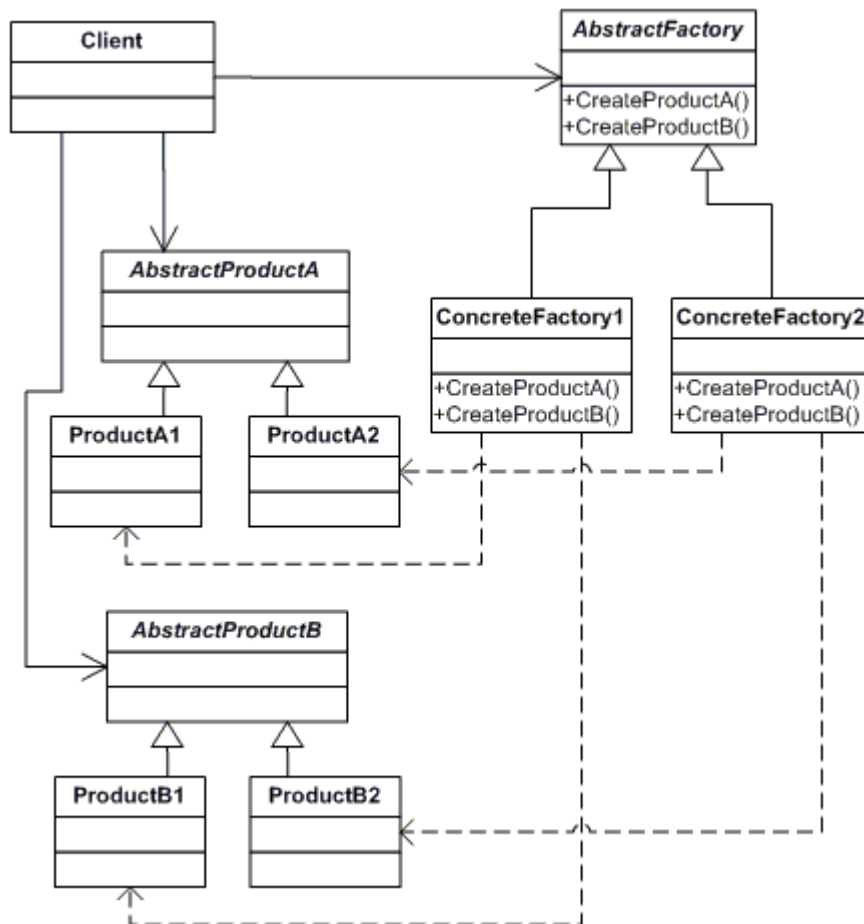 Client
AbstractFactory
+CreateProductA()
+CreateProductB()
AbstractProductA
ConcreteFactory1
+CreateProductA()
+CreateProductB()
ConcreteFactory2
+CreateProductA()
+CreateProductB()
ProductA1
ProductA2
AbstractProductB
ProductB1
ProductB2